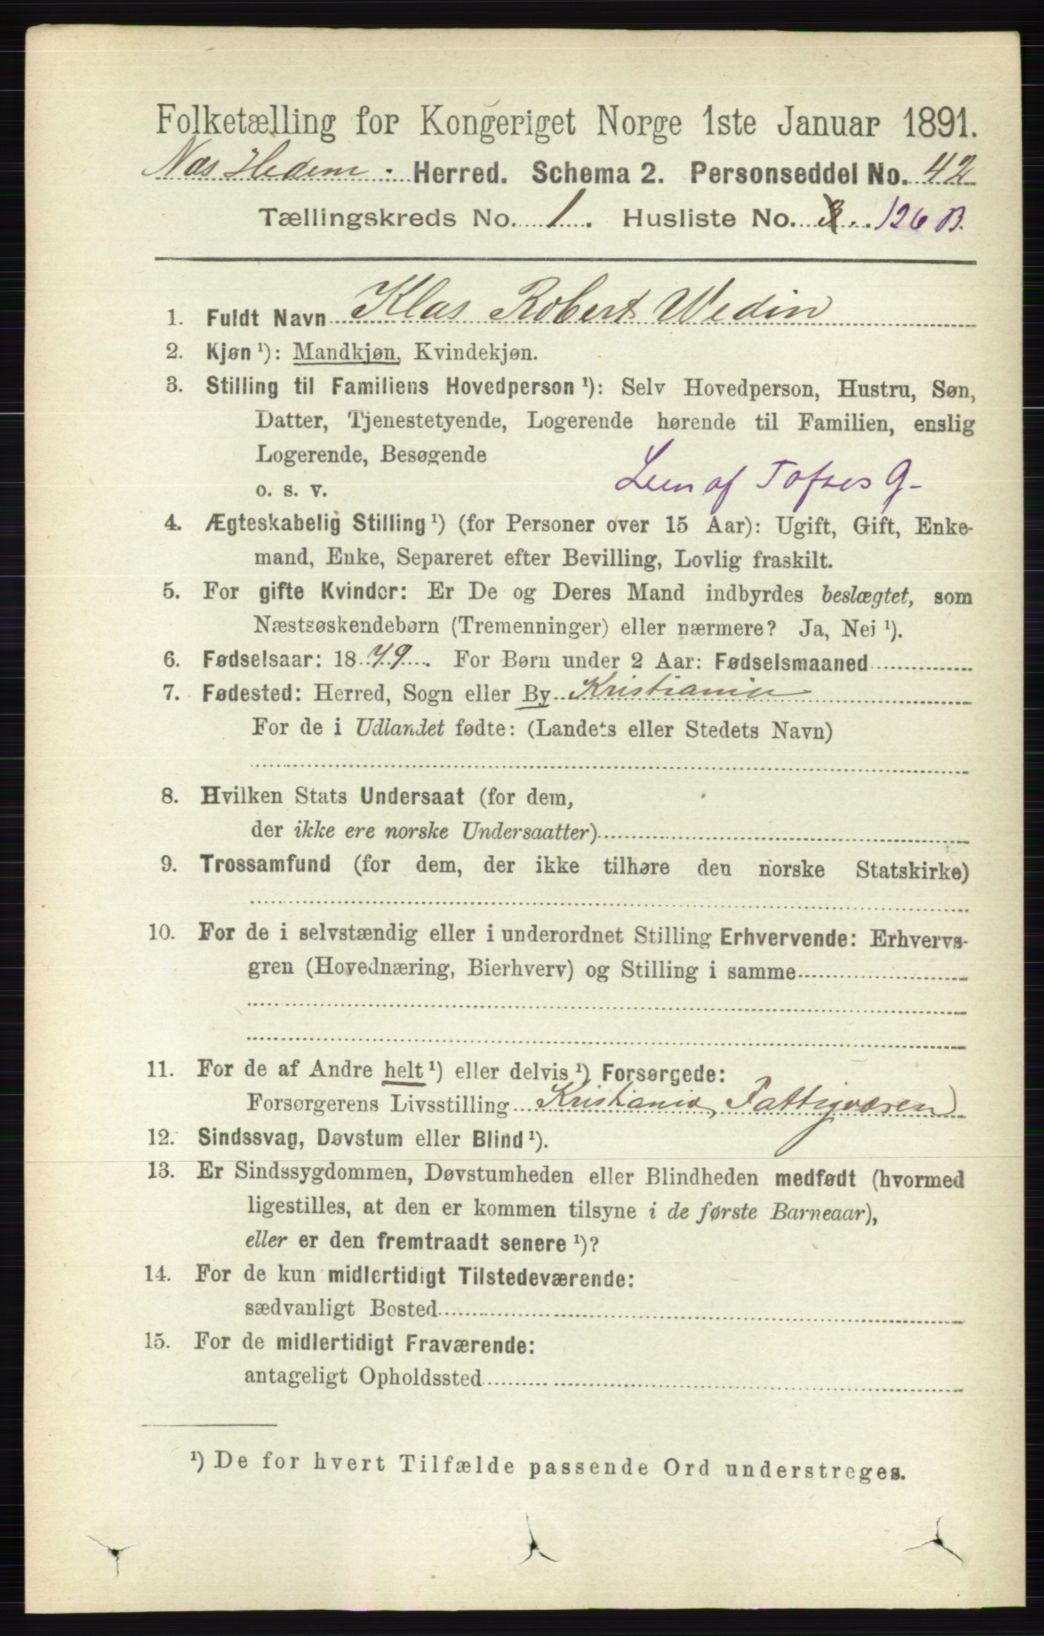 Folketælling for Kongeriget Norge 1ste Januar 1891.
Nes Hedem. Herred. Schema 2. Personseddel No. 42
Tællingskreds No. 1. Husliste No. 3. 126 B.
1. Fuldt Navn Klas Robert Wedin
2. Kjøn ¹): Mandkjøn, Kvindekjøn.
3. Stilling til Familiens Hovedperson ¹): Selv Hovedperson, Hustru, Søn,
Datter, Tjenestetyende, Logerende hørende til Familien, enslig
Logerende, Besøgende
o. s. v. Lem af Toftes G.
4. Ægteskabelig Stilling ¹) (for Personer over 15 Aar): Ugift, Gift, Enke-
mand, Enke, Separeret efter Bevilling, Lovlig fraskilt.
5. For gifte Kvinder: Er De og Deres Mand indbyrdes beslægtet, som
Næstsøskendebørn (Tremenninger) eller nærmere? Ja, Nei ¹).
6. Fødselsaar: 1879. For Børn under 2 Aar: Fødselsmaaned
7. Fødested: Herred, Sogn eller By Kristiania
For de i Udlandet fødte: (Landets eller Stedets Navn)
8. Hvilken Stats Undersaat (for dem,
der ikke ere norske Undersaatter)
9. Trossamfund (for dem, der ikke tilhøre den norske Statskirke)
10. For de i selvstændig eller i underordnet Stilling Erhvervende: Erhvervs-
gren (Hovednæring, Bierhverv) og Stilling i samme
11. For de af Andre helt ¹) eller delvis ¹) Forsørgede:
Forsørgerens Livsstilling Kristiania, Fattigvæsen
12. Sindssvag, Døvstum eller Blind ¹).
13. Er Sindssygdommen, Døvstumheden eller Blindheden medfødt (hvormed
ligestilles, at den er kommen tilsyne i de første Barneaar),
eller er den fremtraadt senere ¹)?
14. For de kun midlertidigt Tilstedeværende:
sædvanligt Bosted
15. For de midlertidigt Fraværende:
antageligt Opholdssted
¹) De for hvert Tilfælde passende Ord understreges.